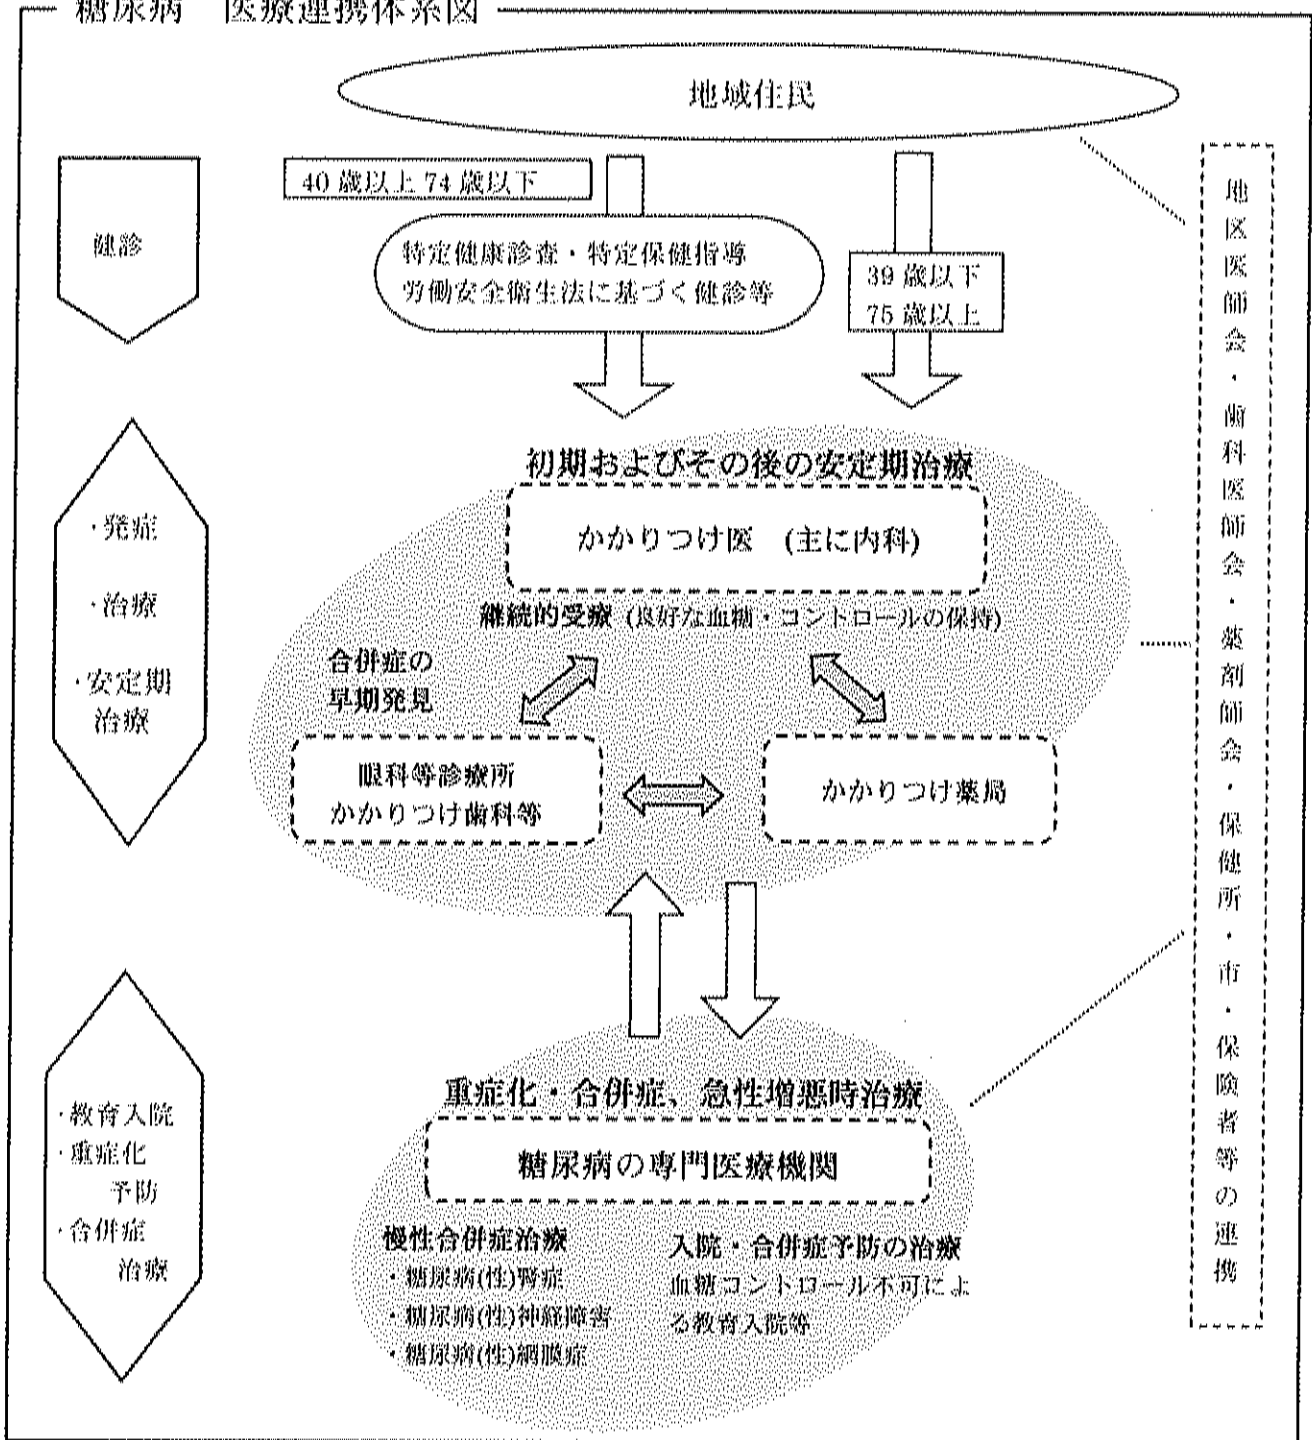 糖尿病 医療連携体系図
地域住民
健診
40歳以上74歳以下
特定健康診査・特定保健指導
労働安全衛生法に基づく健診等
39歳以下
75歳以上
地区医師会・歯科医師会・薬剤師会・保健所・市・保険者等の連携
・発症
・治療
・安定期
治療
初期およびその後の安定期治療
かかりつけ医 (主に内科)
継続的受療 (良好な血糖・コントロールの保持)
合併症の
早期発見
眼科等診療所
かかりつけ歯科等
かかりつけ薬局
・教育入院
・重症化
予防
・合併症
治療
重症化・合併症、急性増悪時治療
糖尿病の専門医療機関
慢性合併症治療
・糖尿病(性)腎症
・糖尿病(性)神経障害
・糖尿病(性)網膜症
入院・合併症予防の治療
血糖コントロール不可によ
る教育入院等